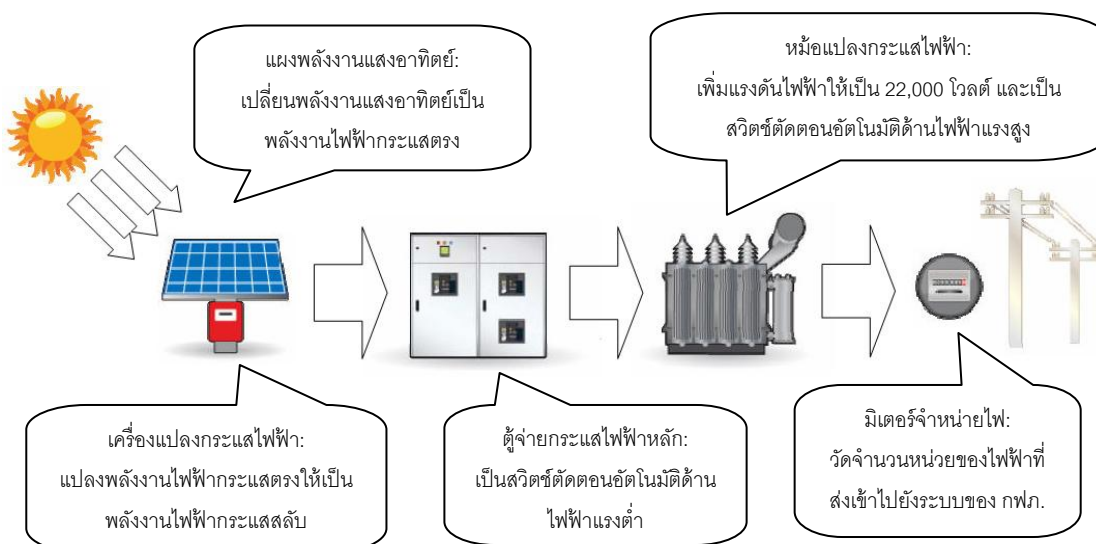 แผงพลังงานแสงอาทิตย์:
เปลี่ยนพลังงานแสงอาทิตย์เป็น
พลังงานไฟฟ้ากระแสตรง
หม้อแปลงกระแสไฟฟ้า:
เพิ่มแรงดันไฟฟ้าให้เป็น 22,000 โวลต์ และเป็น
สวิตช์ตัดตอนอัตโนมัติด้านไฟฟ้าแรงสูง
เครื่องแปลงกระแสไฟฟ้า:
แปลงพลังงานไฟฟ้ากระแสตรงให้เป็น
พลังงานไฟฟ้ากระแสสลับ
ตู้จ่ายกระแสไฟฟ้าหลัก:
เป็นสวิตช์ตัดตอนอัตโนมัติด้าน
ไฟฟ้าแรงต่ำ
มิเตอร์จำหน่ายไฟ:
วัดจำนวนหน่วยของไฟฟ้าที่
ส่งเข้าไปยังระบบของ กฟภ.